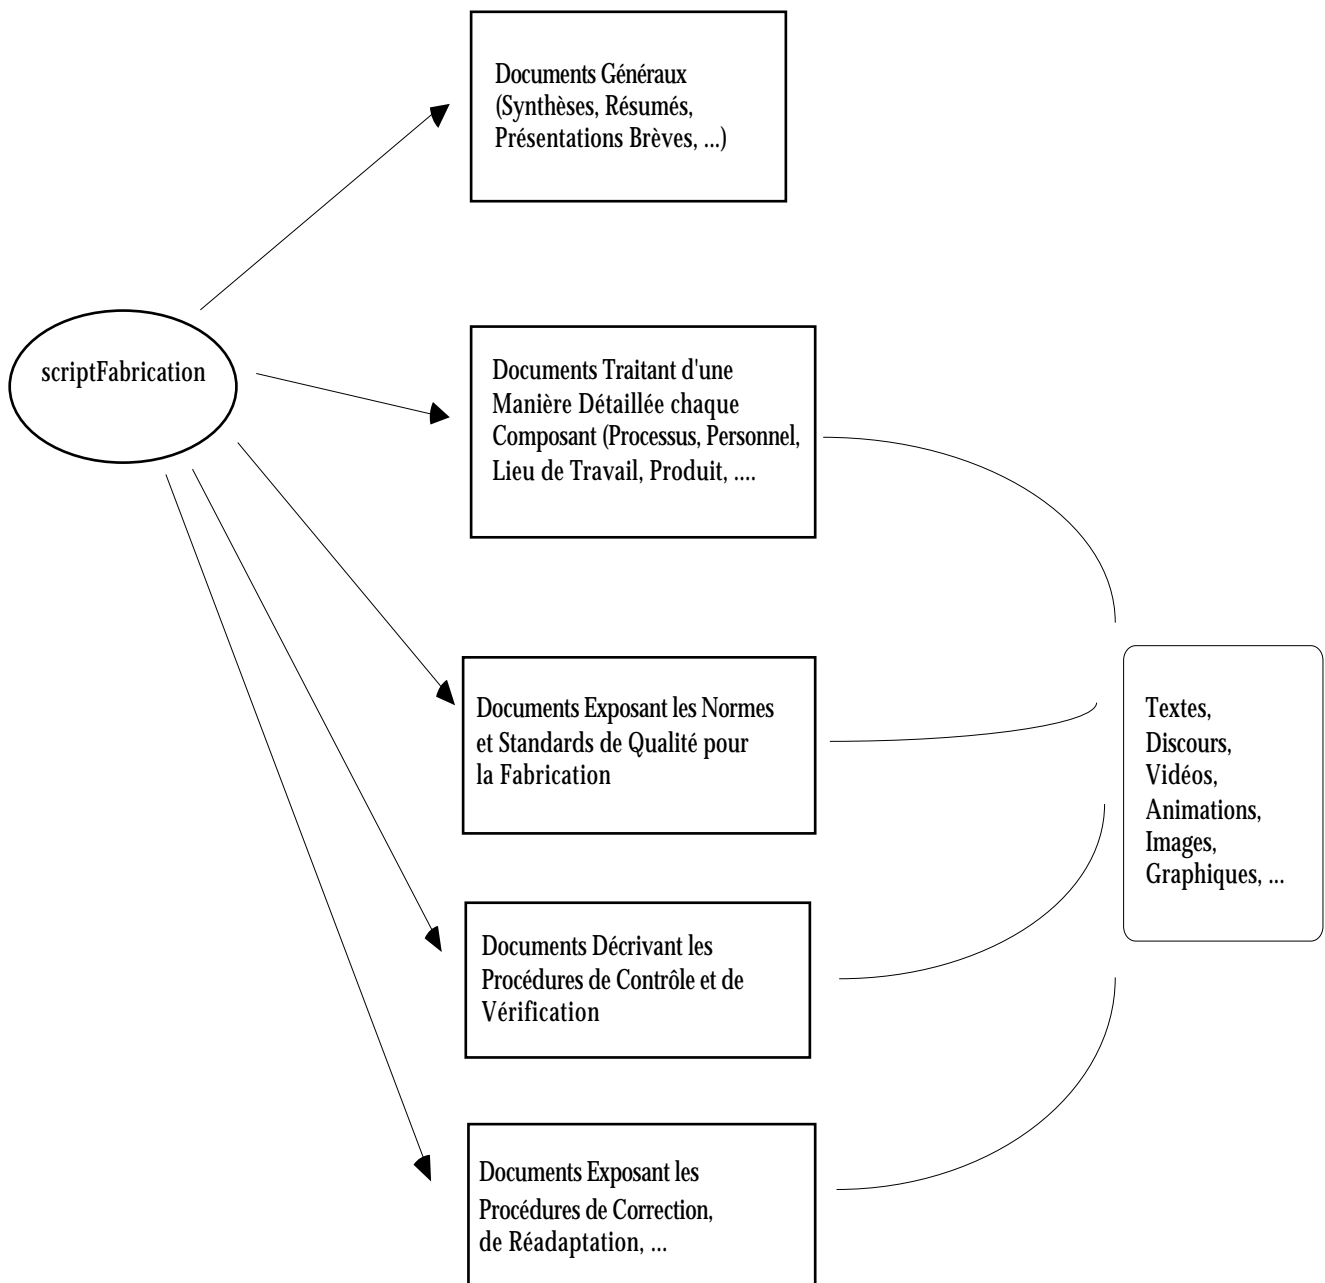 Documents Généraux
(Synthèses, Résumés,
Présentations Brèves, ...)
scriptFabrication
Documents Traitant d'une
Manière Détaillée chaque
Composant (Processus, Personnel,
Lieu de Travail, Produit, ....
Documents Exposant les Normes
et Standards de Qualité pour
la Fabrication
Textes,
Discours,
Vidéos,
Animations,
Images,
Graphiques, ...
Documents Décrivant les
Procédures de Contrôle et de
Vérification
Documents Exposant les
Procédures de Correction,
de Réadaptation, ...